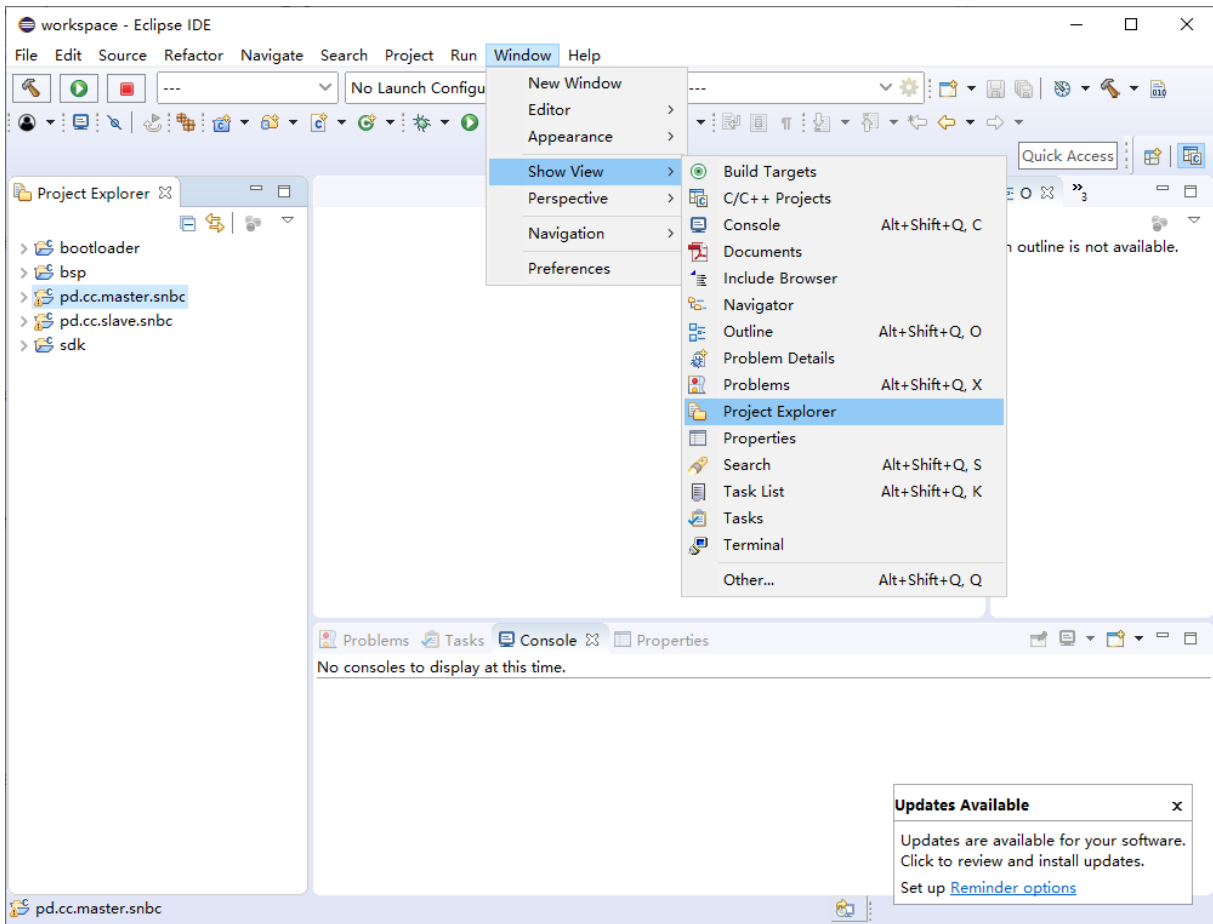 workspace - Eclipse IDE
File Edit Source Refactor Navigate Search Project Run Window Help
--- No Launch Configu ---
Quick Access
Project Explorer
bootloader
bsp
pd.cc.master.snbc
pd.cc.slave.snbc
sdk
New Window
Editor
Appearance
Show View
Perspective
Navigation
Preferences
Build Targets
C/C++ Projects
Console Alt+Shift+Q, C
Documents
Include Browser
Navigator
Outline Alt+Shift+Q, O
Problem Details
Problems Alt+Shift+Q, X
Project Explorer
Properties
Search Alt+Shift+Q, S
Task List Alt+Shift+Q, K
Tasks
Terminal
Other... Alt+Shift+Q, Q
O 3
outline is not available.
Problems Tasks Console Properties
No consoles to display at this time.
Updates Available x
Updates are available for your software.
Click to review and install updates.
Set up Reminder options
pd.cc.master.snbc